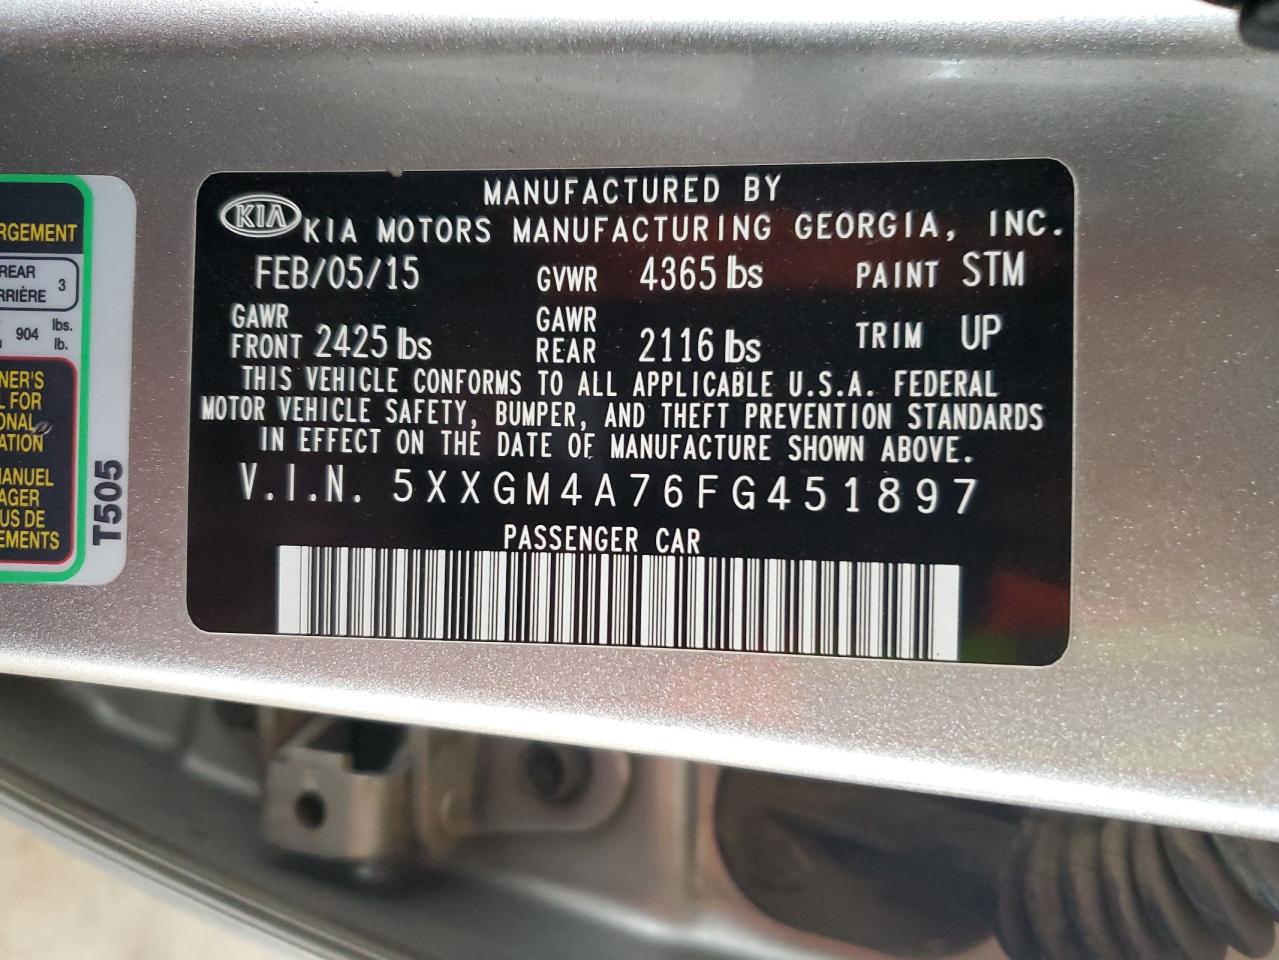 MANUFACTURED BY
KIA KIA MOTORS MANUFACTURING GEORGIA, INC.
FEB/05/15 GVWR 4365 lbs PAINT STM
GAWR FRONT 2425 lbs GAWR REAR 2116 lbs TRIM UP
THIS VEHICLE CONFORMS TO ALL APPLICABLE U.S.A. FEDERAL
MOTOR VEHICLE SAFETY, BUMPER, AND THEFT PREVENTION STANDARDS
IN EFFECT ON THE DATE OF MANUFACTURE SHOWN ABOVE.
V.I.N. 5XXGM4A76FG451897
PASSENGER CAR
RGEMENT
REAR 3
RRIÈRE
904 lbs.
lb.
NER'S
L FOR
ONAL
ATION
MANUEL
AGER
US DE
EMENTS
T505